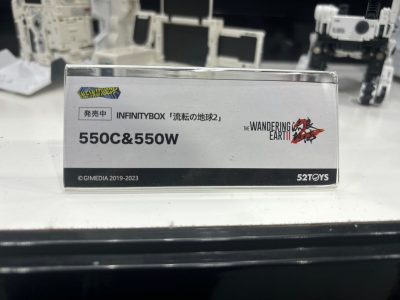 発売中 INFINITYBOX「流転の地球2」
550C&550W
THE WANDERING
EARTH II
©GIMEDIA 2019-2023
52TOYS